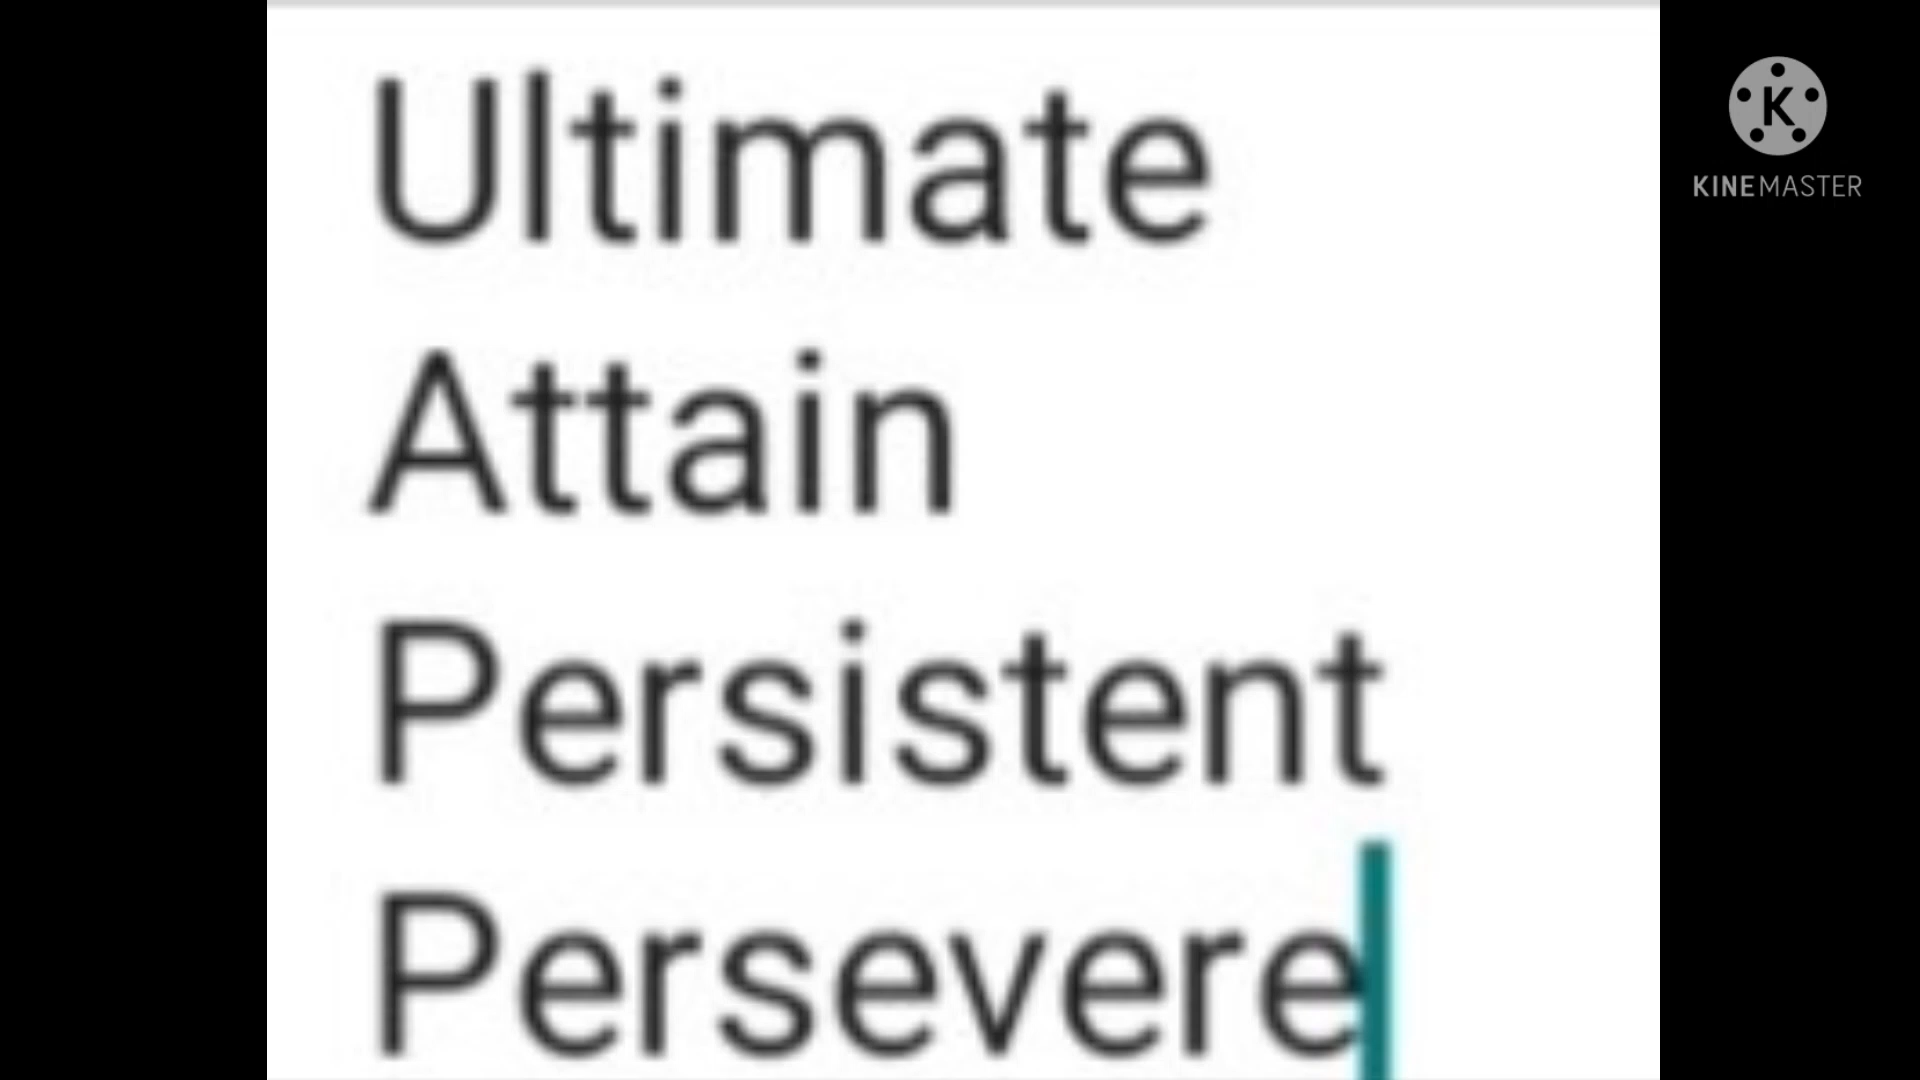 Ultimate
Attain
Persistent
Persevere
K
KINEMASTER